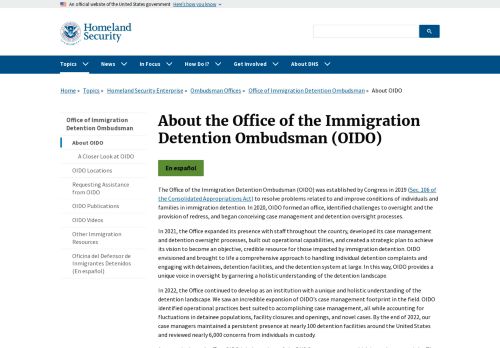 An official website of the United States government Here's how you know
Homeland
Security
Topics News In Focus How Do I? Get Involved About DHS
Home » Topics » Homeland Security Enterprise » Ombudsman Offices » Office of Immigration Detention Ombudsman » About OIDO
Office of Immigration
Detention Ombudsman
About OIDO
A Closer Look at OIDO
OIDO Locations
Requesting Assistance
from OIDO
OIDO Publications
OIDO Videos
Other Immigration
Resources
Oficina del Defensor de
Inmigrantes Detenidos
(En español)
About the Office of the Immigration
Detention Ombudsman (OIDO)
En español
The Office of the Immigration Detention Ombudsman (OIDO) was established by Congress in 2019 (Sec. 106 of
the Consolidated Appropriations Act) to resolve problems related to and improve conditions of individuals and
families in immigration detention. In 2020, OIDO formed an office, identified challenges to oversight and the
provision of redress, and began conceiving case management and detention oversight processes.
In 2021, the Office expanded its presence with staff throughout the country, developed its case management
and detention oversight processes, built out operational capabilities, and created a strategic plan to achieve
its vision to become an objective, credible resource for those impacted by immigration detention. OIDO
envisioned and brought to life a comprehensive approach to handling individual detention complaints and
engaging with detainees, detention facilities, and the detention system at large. In this way, OIDO provides a
unique voice in oversight by garnering a holistic understanding of the detention landscape.
In 2022, the Office continued to develop as an institution with a unique and holistic understanding of the
detention landscape. We saw an incredible expansion of OIDO's case management footprint in the field. OIDO
identified operational practices best suited to accomplishing case management, all while accounting for
fluctuations in detainee populations, facility closures and openings, and novel cases. By the end of 2022, our
case managers maintained a persistent presence at nearly 100 detention facilities around the United States
and reviewed nearly 6,000 concerns from individuals in custody.